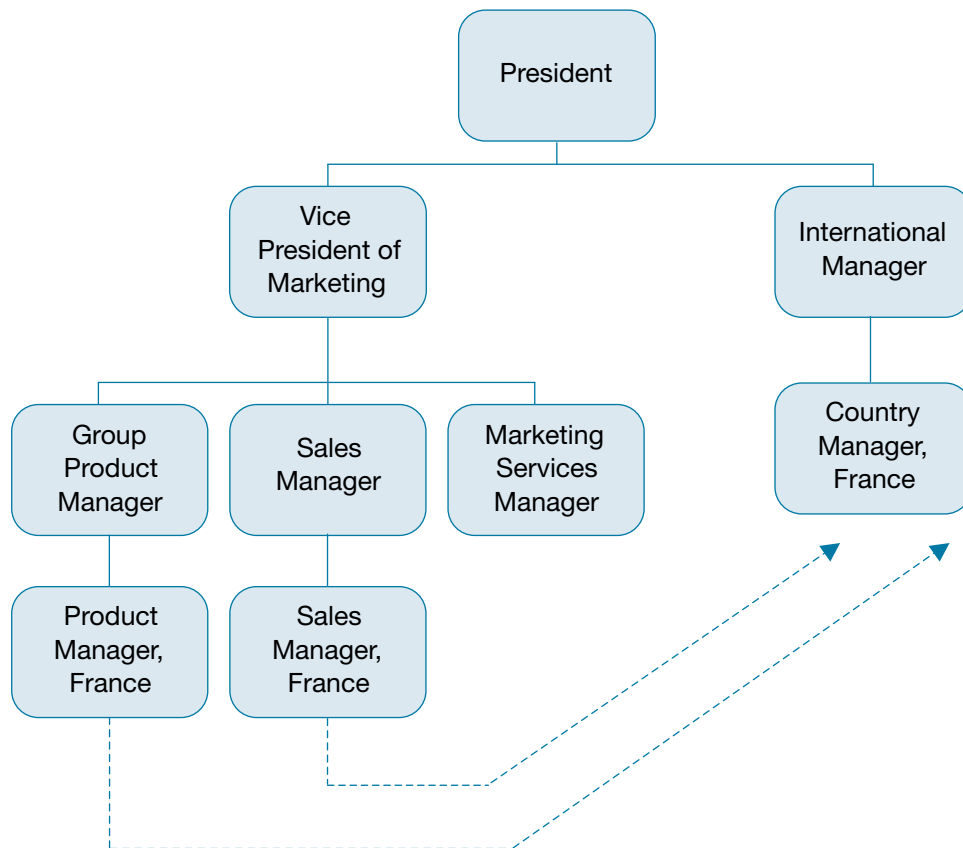 President
Vice
President of
Marketing
International
Manager
Group
Product
Manager
Sales
Manager
Marketing
Services
Manager
Country
Manager,
France
Product
Manager,
France
Sales
Manager,
France